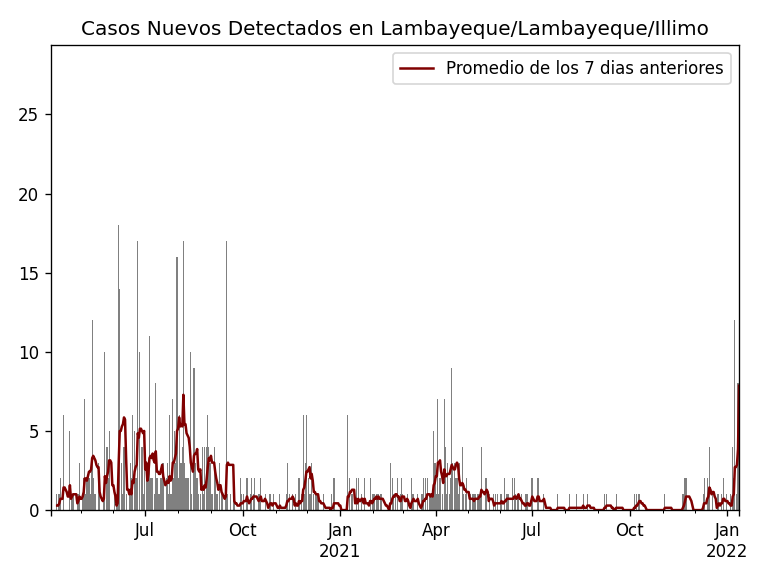 Casos Nuevos Detectados en Lambayeque/Lambayeque/Illimo
Promedio de los 7 dias anteriores
25
20
15
10
5
0
Jul Oct Jan Apr Jul Oct Jan
2021 2022